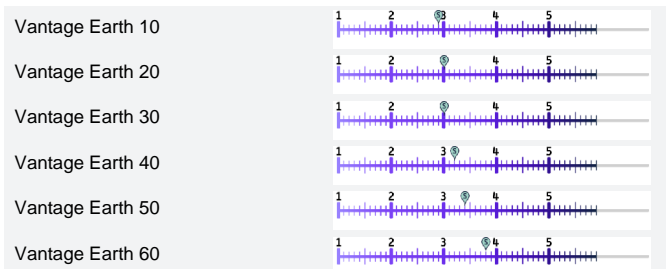 Vantage Earth 10
1 2 3 4 5
S
Vantage Earth 20
1 2 3 4 5
S
Vantage Earth 30
1 2 3 4 5
S
Vantage Earth 40
1 2 3 4 5
S
Vantage Earth 50
1 2 3 4 5
S
Vantage Earth 60
1 2 3 4 5
S